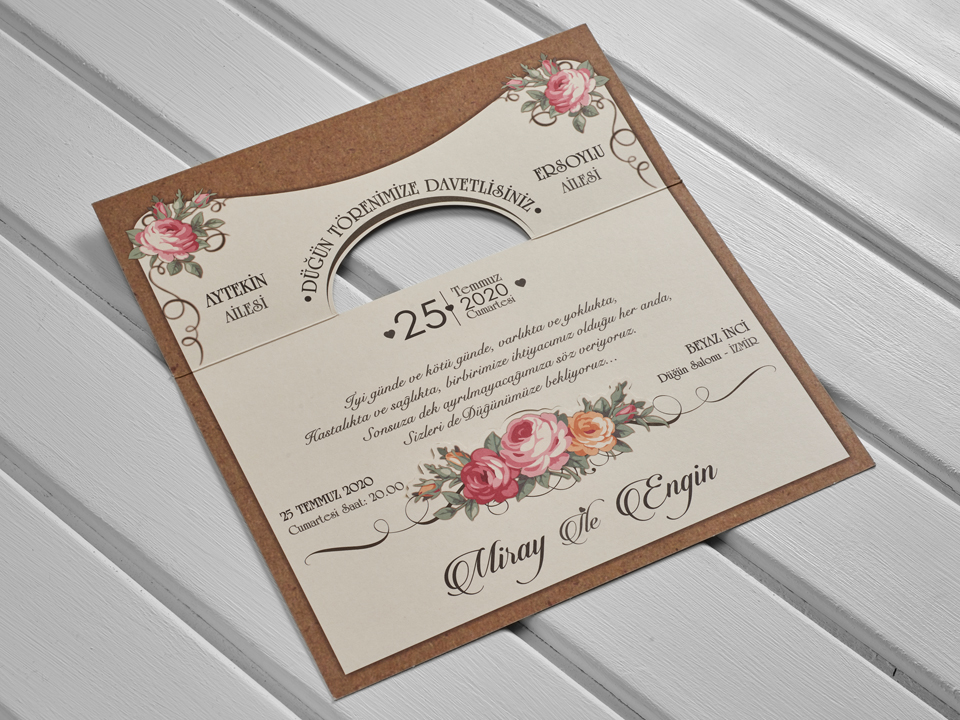 DÜĞÜN TÖRENİMİZE DAVETLİSİNİZ
ERSOYLU
AİLESİ
AYTEKİN
AİLESİ
25 Temmuz
2020
Cumartesi
İyi günde ve kötü günde, varlıkta ve yoklukta,
Hastalıkta ve sağlıkta, birbirimize ihtiyacımız olduğu her anda,
Sonsuza dek ayrılmayacağımıza söz veriyoruz.
Sizleri de Düğünümüze bekliyoruz...
BEYAZ İNCİ
Düğün Salonu - İZMİR
25 TEMMUZ 2020
Cumartesi Saat: 20.00
Miray İle Engin